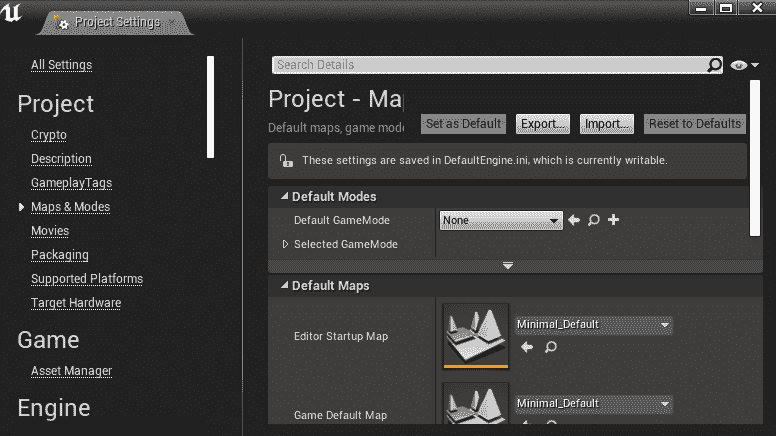 Project Settings
All Settings
Project
Crypto
Description
GameplayTags
Maps & Modes
Movies
Packaging
Supported Platforms
Target Hardware
Game
Asset Manager
Engine
Search Details
Project - Ma
Default maps, game mode
Set as Default
Export...
Import...
Reset to Defaults
These settings are saved in DefaultEngine.ini, which is currently writable.
Default Modes
Default GameMode
None
Selected GameMode
Default Maps
Editor Startup Map
Minimal_Default
Game Default Map
Minimal_Default